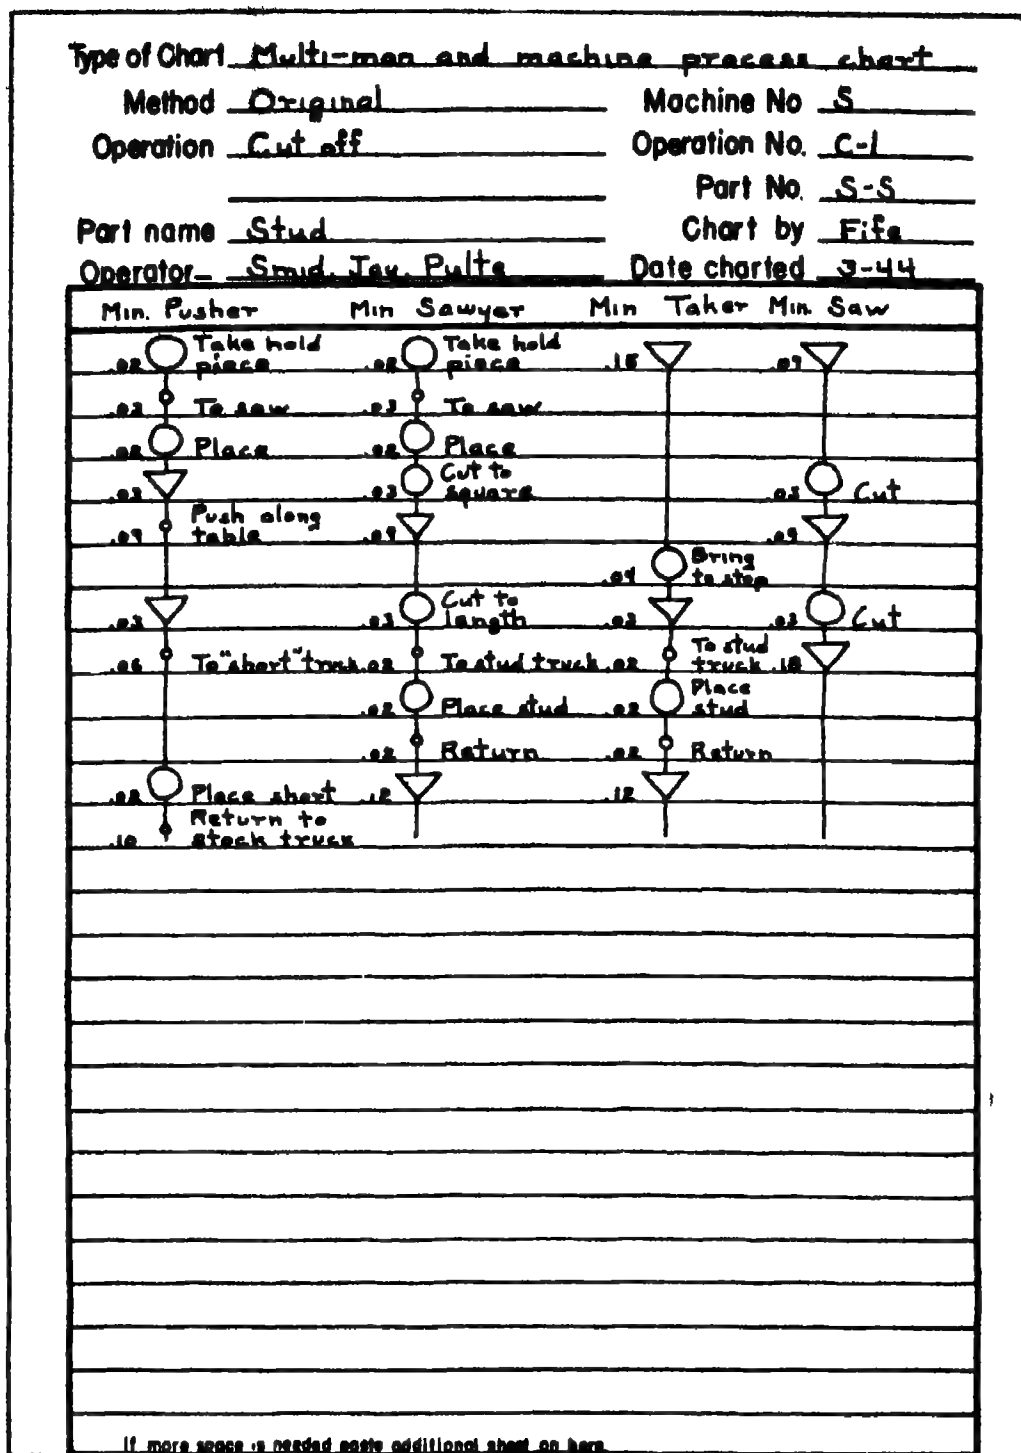 Type of Chart Multi-man and machine process chart
Method Original Machine No S
Operation Cut off Operation No. C-1
Part No. S-S
Part name Stud Chart by Fife
Operator Smid, Jay, Pulte Date charted 3-44
Min. Pusher Min Sawyer Min Taker Min. Saw
.02 Take hold piece .02 Take hold piece .15 .07
.03 To saw .03 To saw
.02 Place .02 Place
.03 .03 Cut to square .03 Cut
.09 Push along table .09 .09
Bring to stop
.03 .03 Cut to length .03 .03 Cut
.06 To "short" truck .02 To stud truck .02 To stud truck .18
.02 Place stud .02 Place stud
.02 Return .02 Return
.02 Place short .12 .12
.10 Return to stock truck
If more space is needed paste additional sheet on here